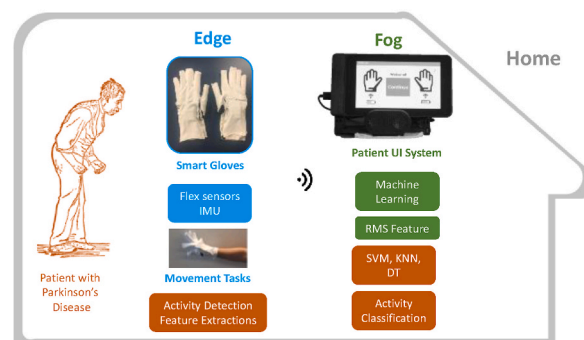 Edge
Fog
Home
Continue
Smart Gloves
Patient UI System
Flex sensors
IMU
Machine
Learning
RMS Feature
Movement Tasks
SVM, KNN,
DT
Patient with
Parkinson's
Disease
Activity Detection
Feature Extractions
Activity
Classification